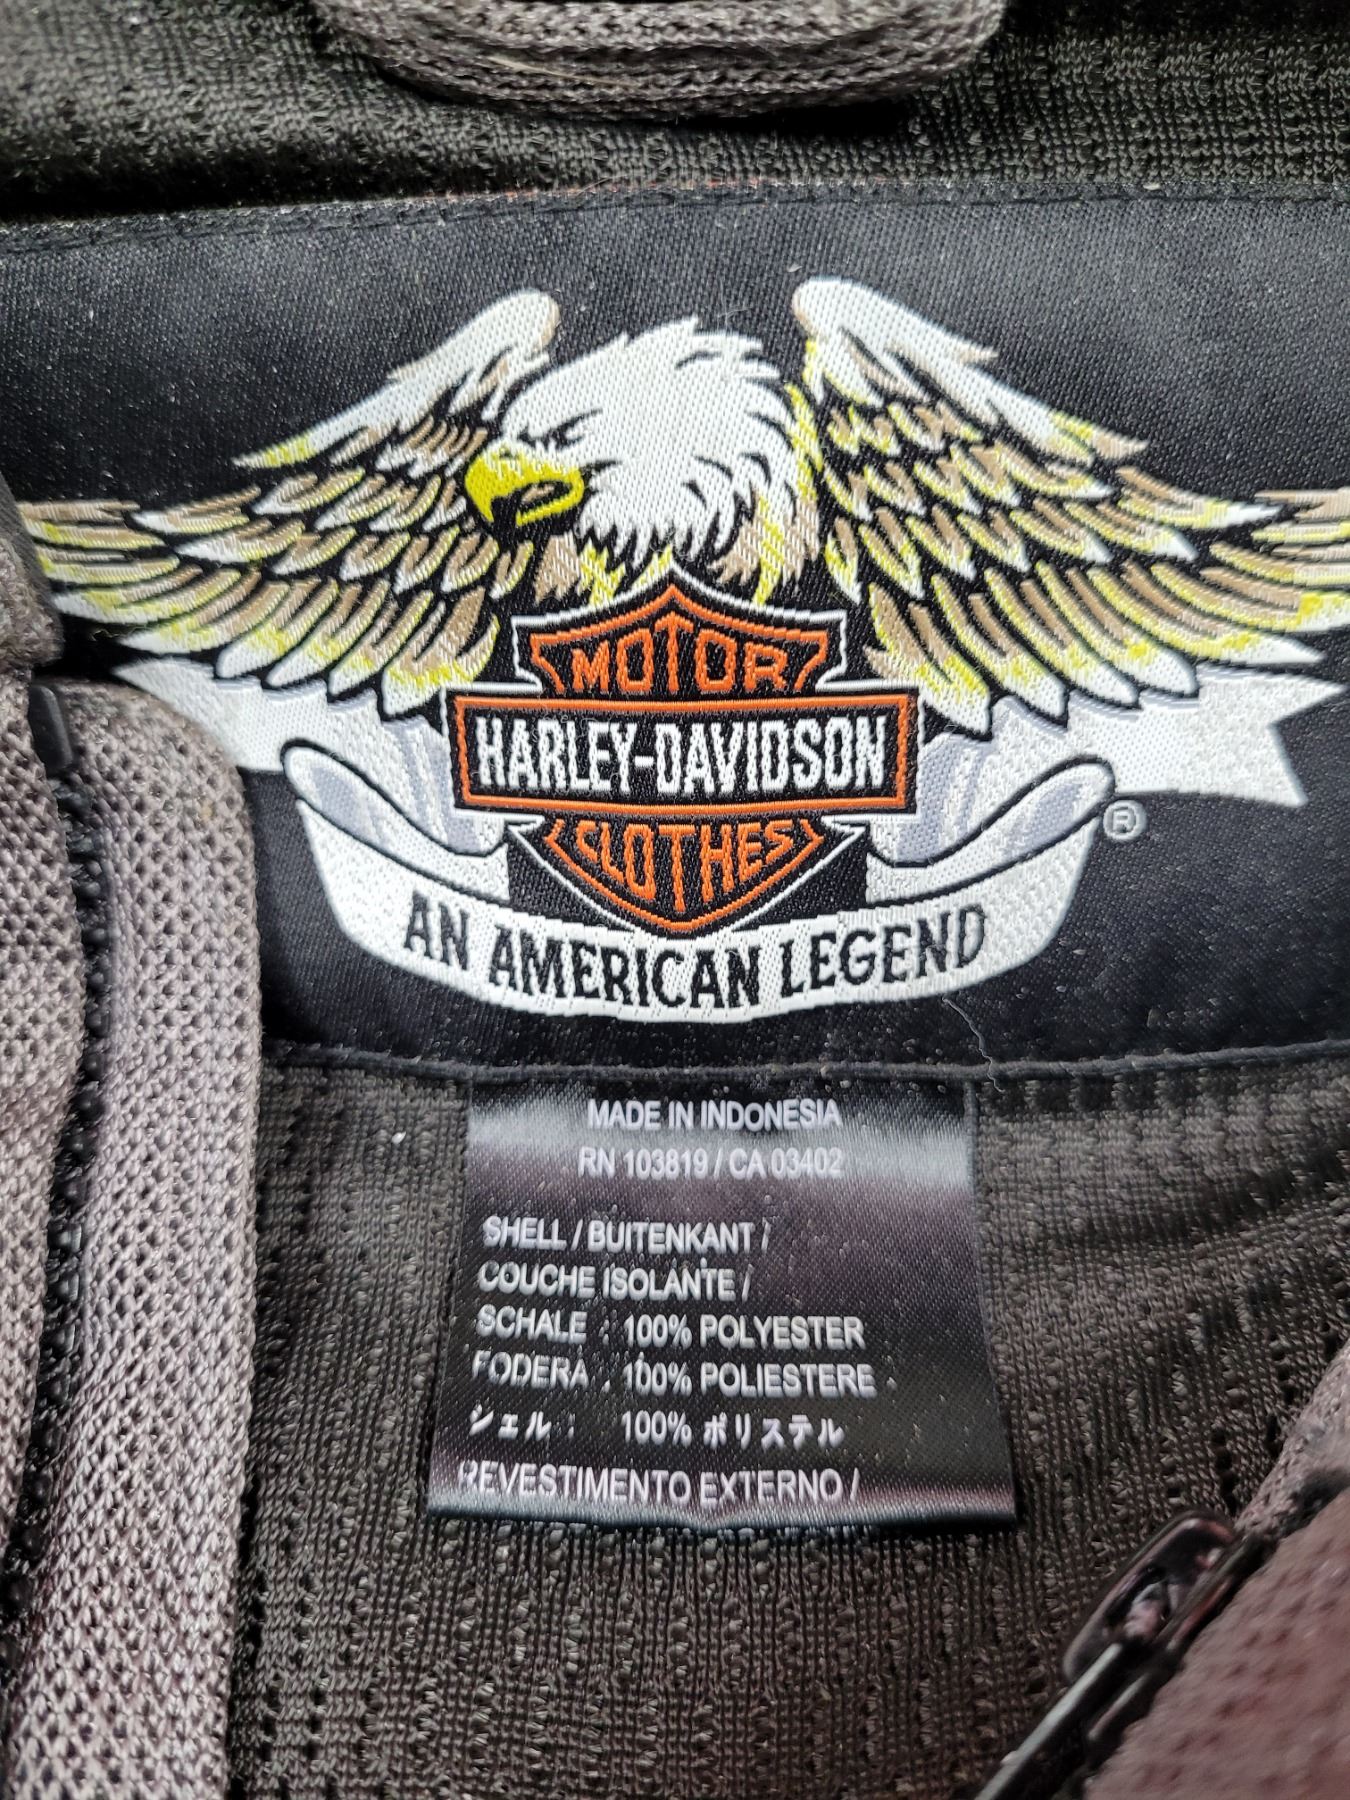 MOTOR
HARLEY-DAVIDSON
CLOTHES
®
AN AMERICAN LEGEND
MADE IN INDONESIA
RN 103819 / CA 03402
SHELL / BUITENKANT /
COUCHE ISOLANTE /
SCHALE : 100% POLYESTER
FODERA : 100% POLIESTERE
シェル : 100% ポリステル
REVESTIMENTO EXTERNO /